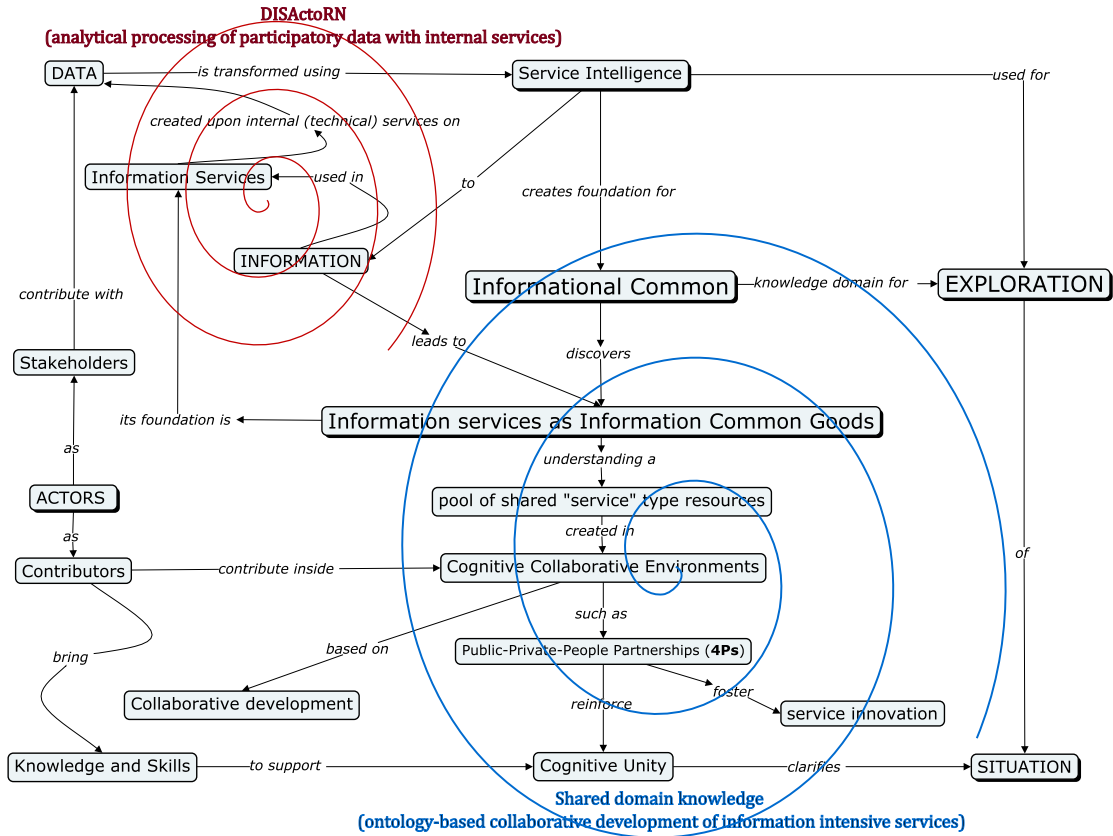 DISActoRN
(analytical processing of participatory data with internal services)
DATA
is transformed using
Service Intelligence
used for
created upon internal (technical) services on
Information Services
used in
to
creates foundation for
INFORMATION
Informational Common
knowledge domain for
EXPLORATION
contribute with
leads to
discovers
Stakeholders
its foundation is
Information services as Information Common Goods
as
understanding a
ACTORS
pool of shared "service" type resources
as
created in
of
Contributors
contribute inside
Cognitive Collaborative Environments
such as
bring
based on
Public-Private-People Partnerships (4Ps)
foster
Collaborative development
reinforce
service innovation
Knowledge and Skills
to support
Cognitive Unity
clarifies
SITUATION
Shared domain knowledge
(ontology-based collaborative development of information intensive services)